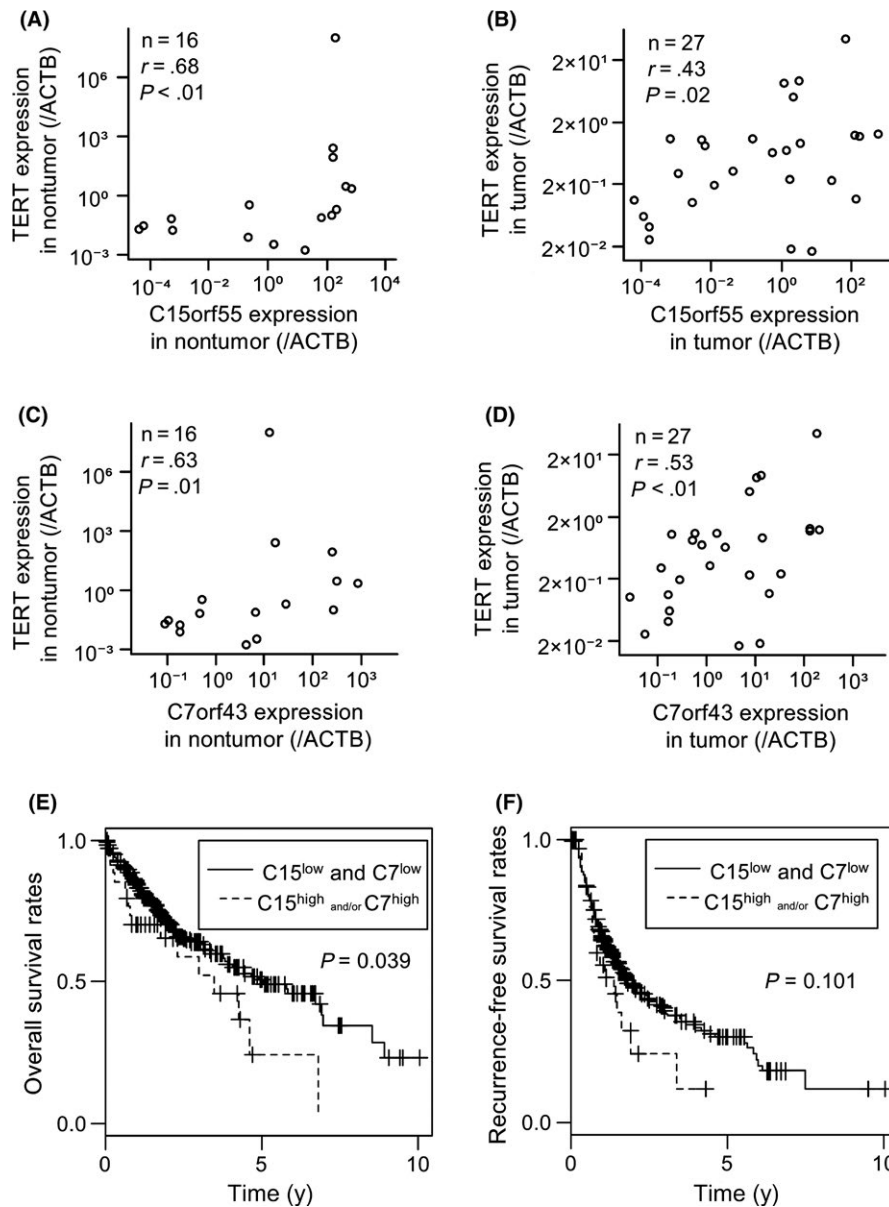 (A)
n = 16
r = .68
P < .01
TERT expression
in nontumor (/ACTB)
10⁶
10³
10⁰
10⁻³
10⁻⁴
10⁻²
10⁰
10²
10⁴
C15orf55 expression
in nontumor (/ACTB)
(B)
n = 27
r = .43
P = .02
TERT expression
in tumor (/ACTB)
2×10¹
2×10⁰
2×10⁻¹
2×10⁻²
10⁻⁴
10⁻²
10⁰
10²
C15orf55 expression
in tumor (/ACTB)
(C)
n = 16
r = .63
P = .01
TERT expression
in nontumor (/ACTB)
10⁶
10³
10⁰
10⁻³
10⁻¹
10⁰
10¹
10²
10³
C7orf43 expression
in nontumor (/ACTB)
(D)
n = 27
r = .53
P < .01
TERT expression
in tumor (/ACTB)
2×10¹
2×10⁰
2×10⁻¹
2×10⁻²
10⁻¹
10⁰
10¹
10²
10³
C7orf43 expression
in tumor (/ACTB)
(E)
Overall survival rates
1.0
0.5
0.0
C15low and C7low
C15high and/or C7high
P = 0.039
0
5
10
Time (y)
(F)
Recurrence-free survival rates
1.0
0.5
0.0
C15low and C7low
C15high and/or C7high
P = 0.101
0
5
10
Time (y)